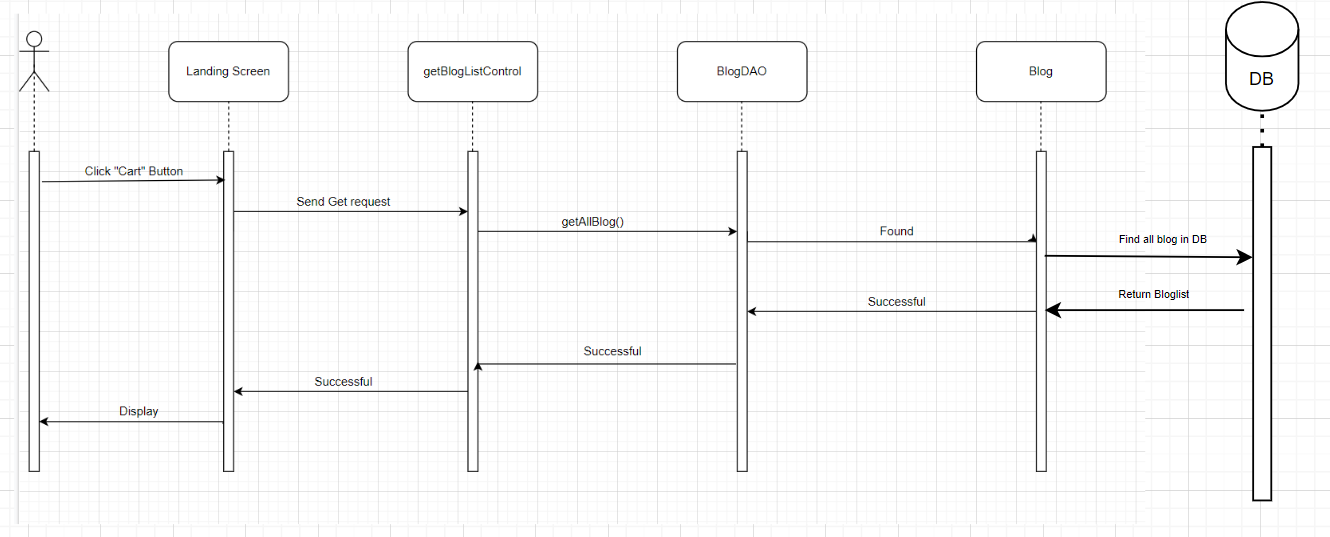 Landing Screen
getBlogListControl
BlogDAO
Blog
DB
Click "Cart" Button
Send Get request
getAllBlog()
Found
Find all blog in DB
Return Bloglist
Successful
Successful
Successful
Display